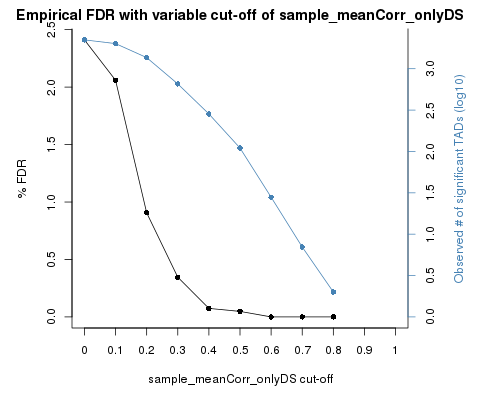 Empirical FDR with variable cut-off of sample_meanCorr_onlyDS
% FDR
2.5
2.0
1.5
1.0
0.5
0.0
3.0
2.5
2.0
1.5
1.0
0.5
0.0
Observed # of significant TADs (log10)
0 0.1 0.2 0.3 0.4 0.5 0.6 0.7 0.8 0.9 1
sample_meanCorr_onlyDS cut-off